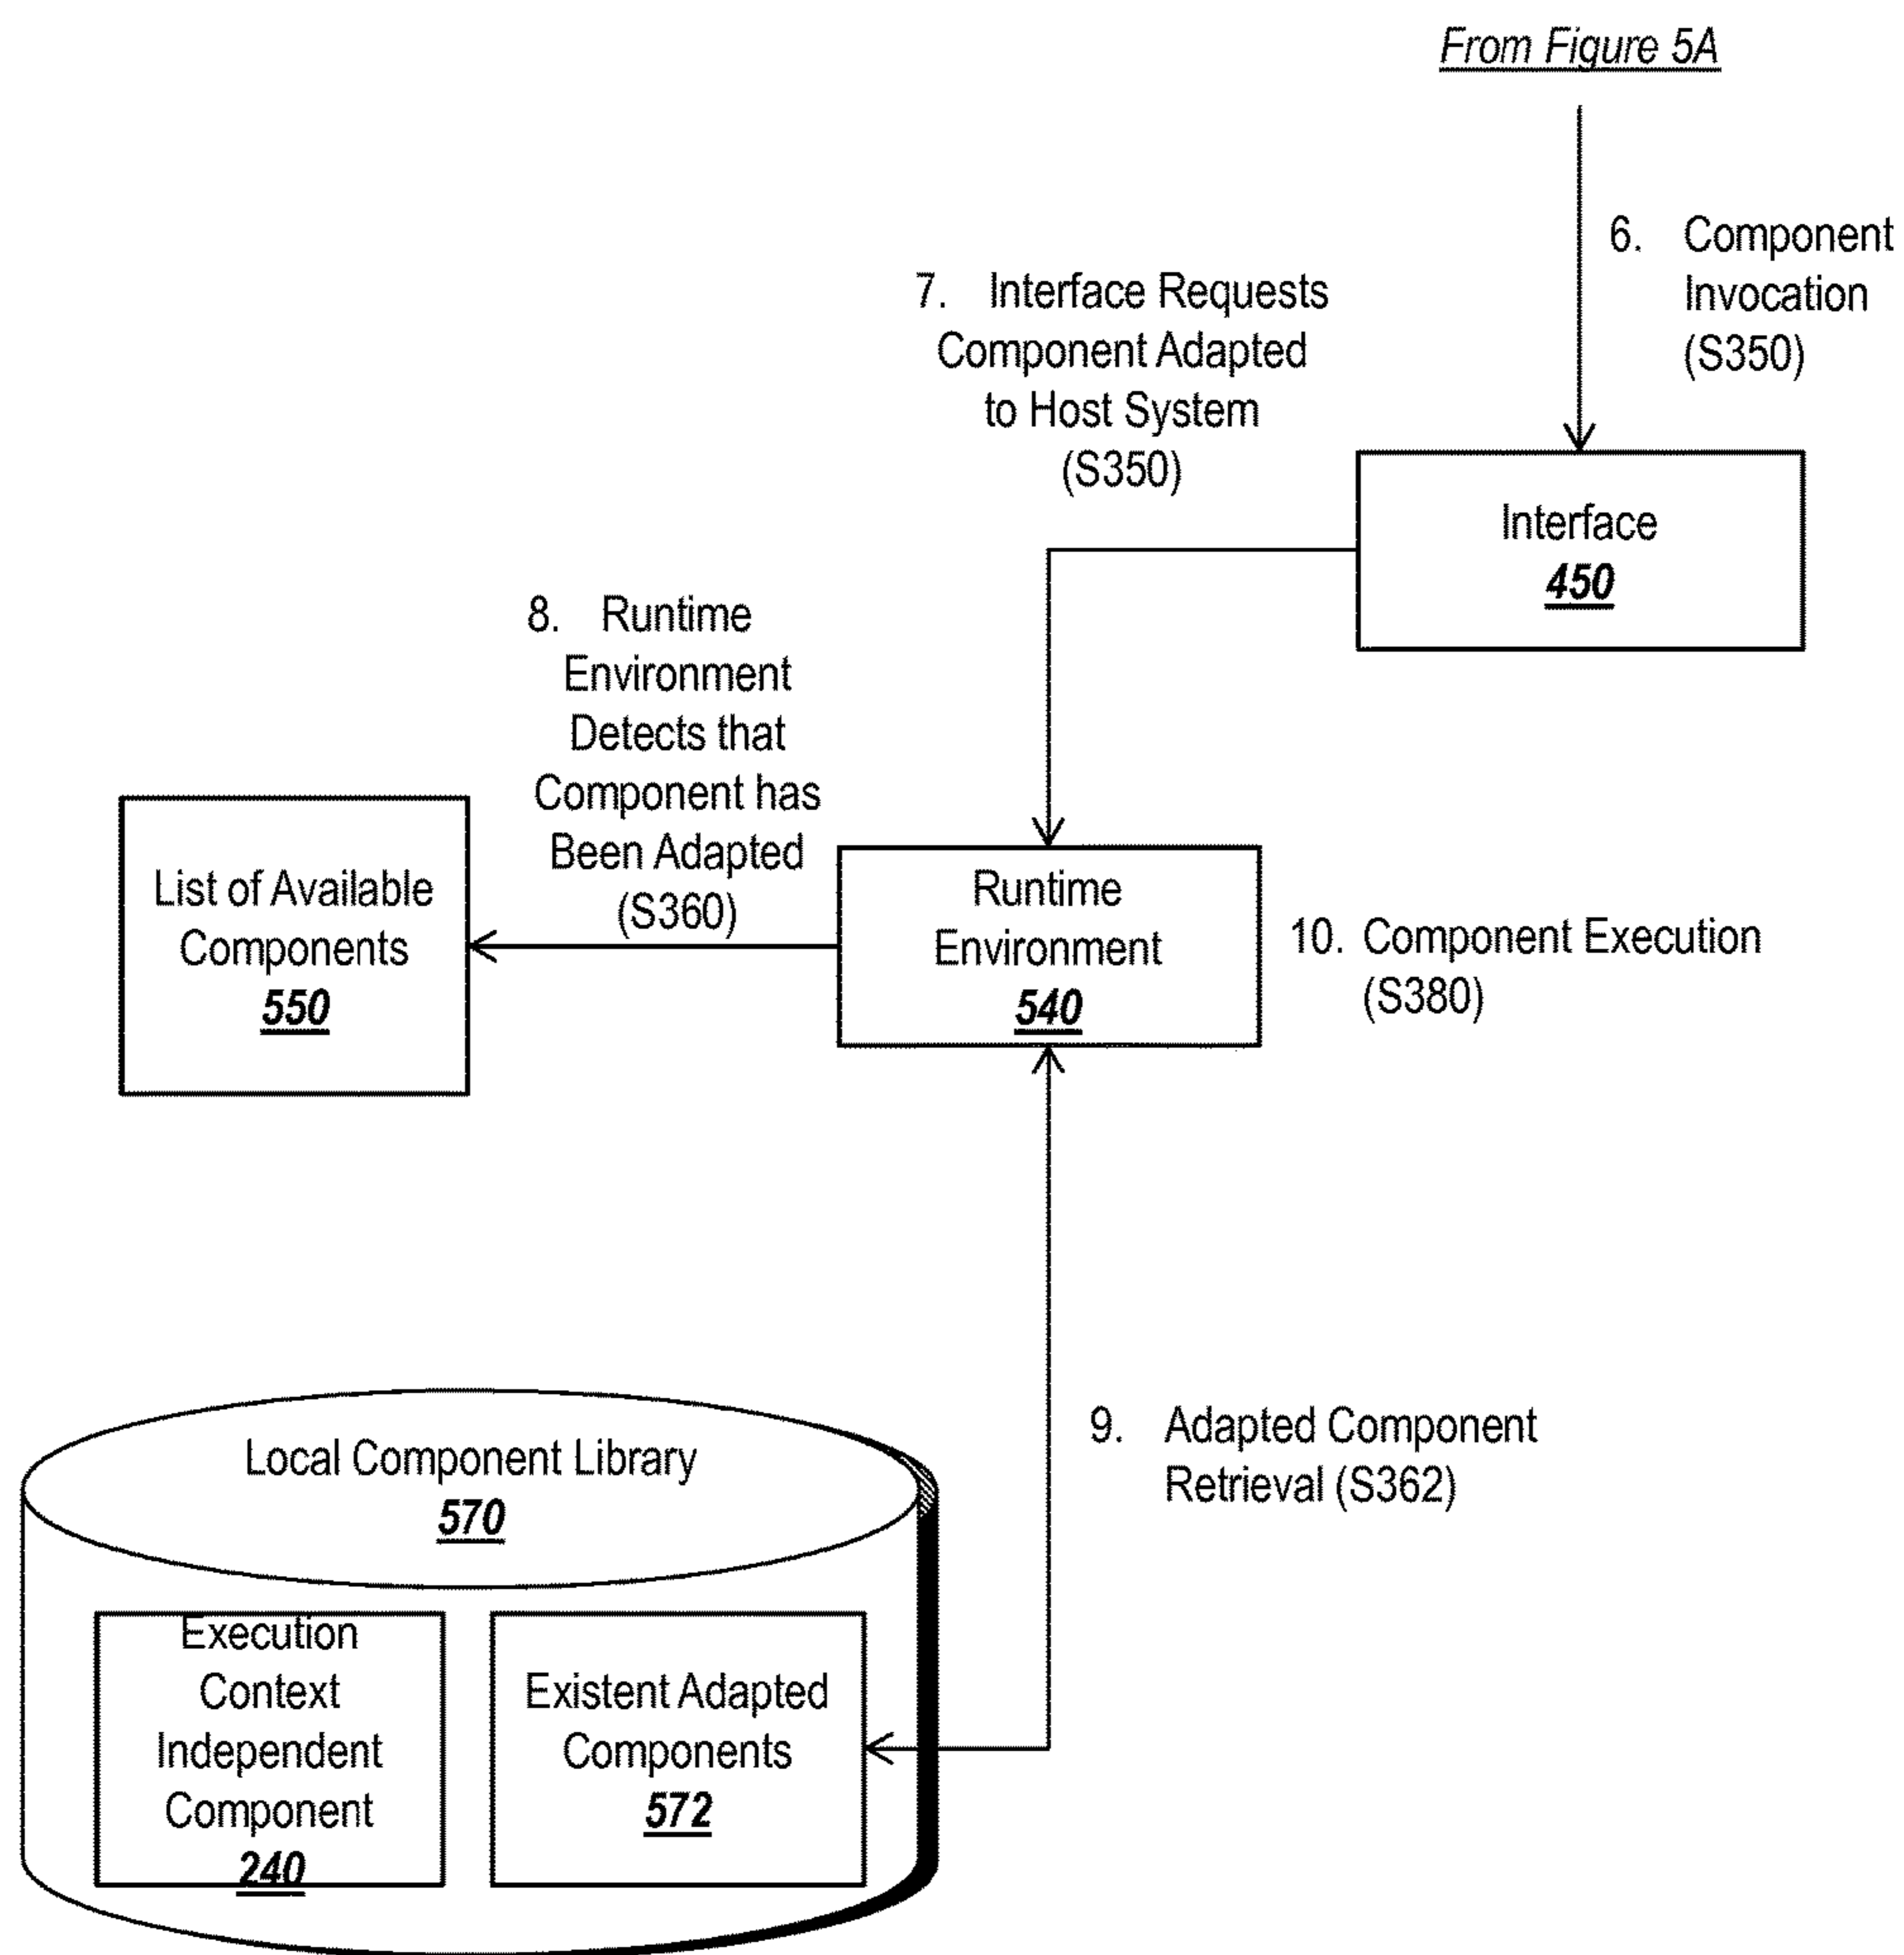 From Figure 5A
6. Component
Invocation
(S350)
7. Interface Requests
Component Adapted
to Host System
(S350)
Interface
450
8. Runtime
Environment
Detects that
Component has
Been Adapted
(S360)
List of Available
Components
550
Runtime
Environment
540
10. Component Execution
(S380)
9. Adapted Component
Retrieval (S362)
Local Component Library
570
Execution
Context
Independent
Component
240
Existent Adapted
Components
572